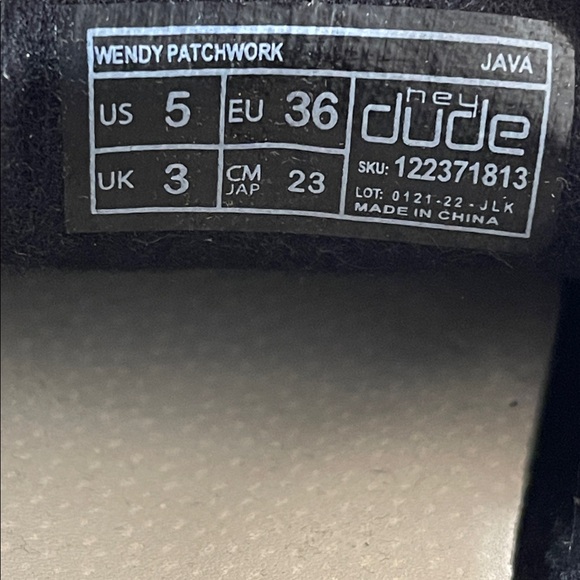 WENDY PATCHWORK JAVA
US 5 EU 36
UK 3 CM JAP 23
hey
dude
SKU: 122371813
LOT: 0121-22-JLK
MADE IN CHINA